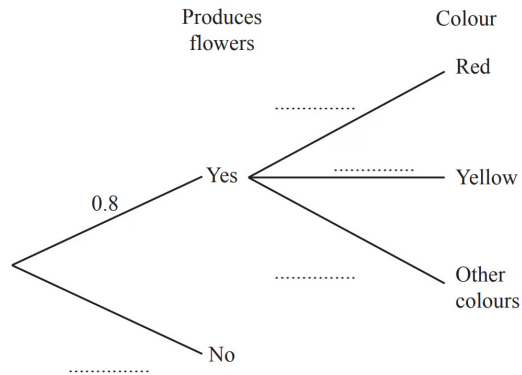 Produces
flowers
Colour
Red
..............
Yes
..............
Yellow
0.8
..............
Other
colours
No
..............